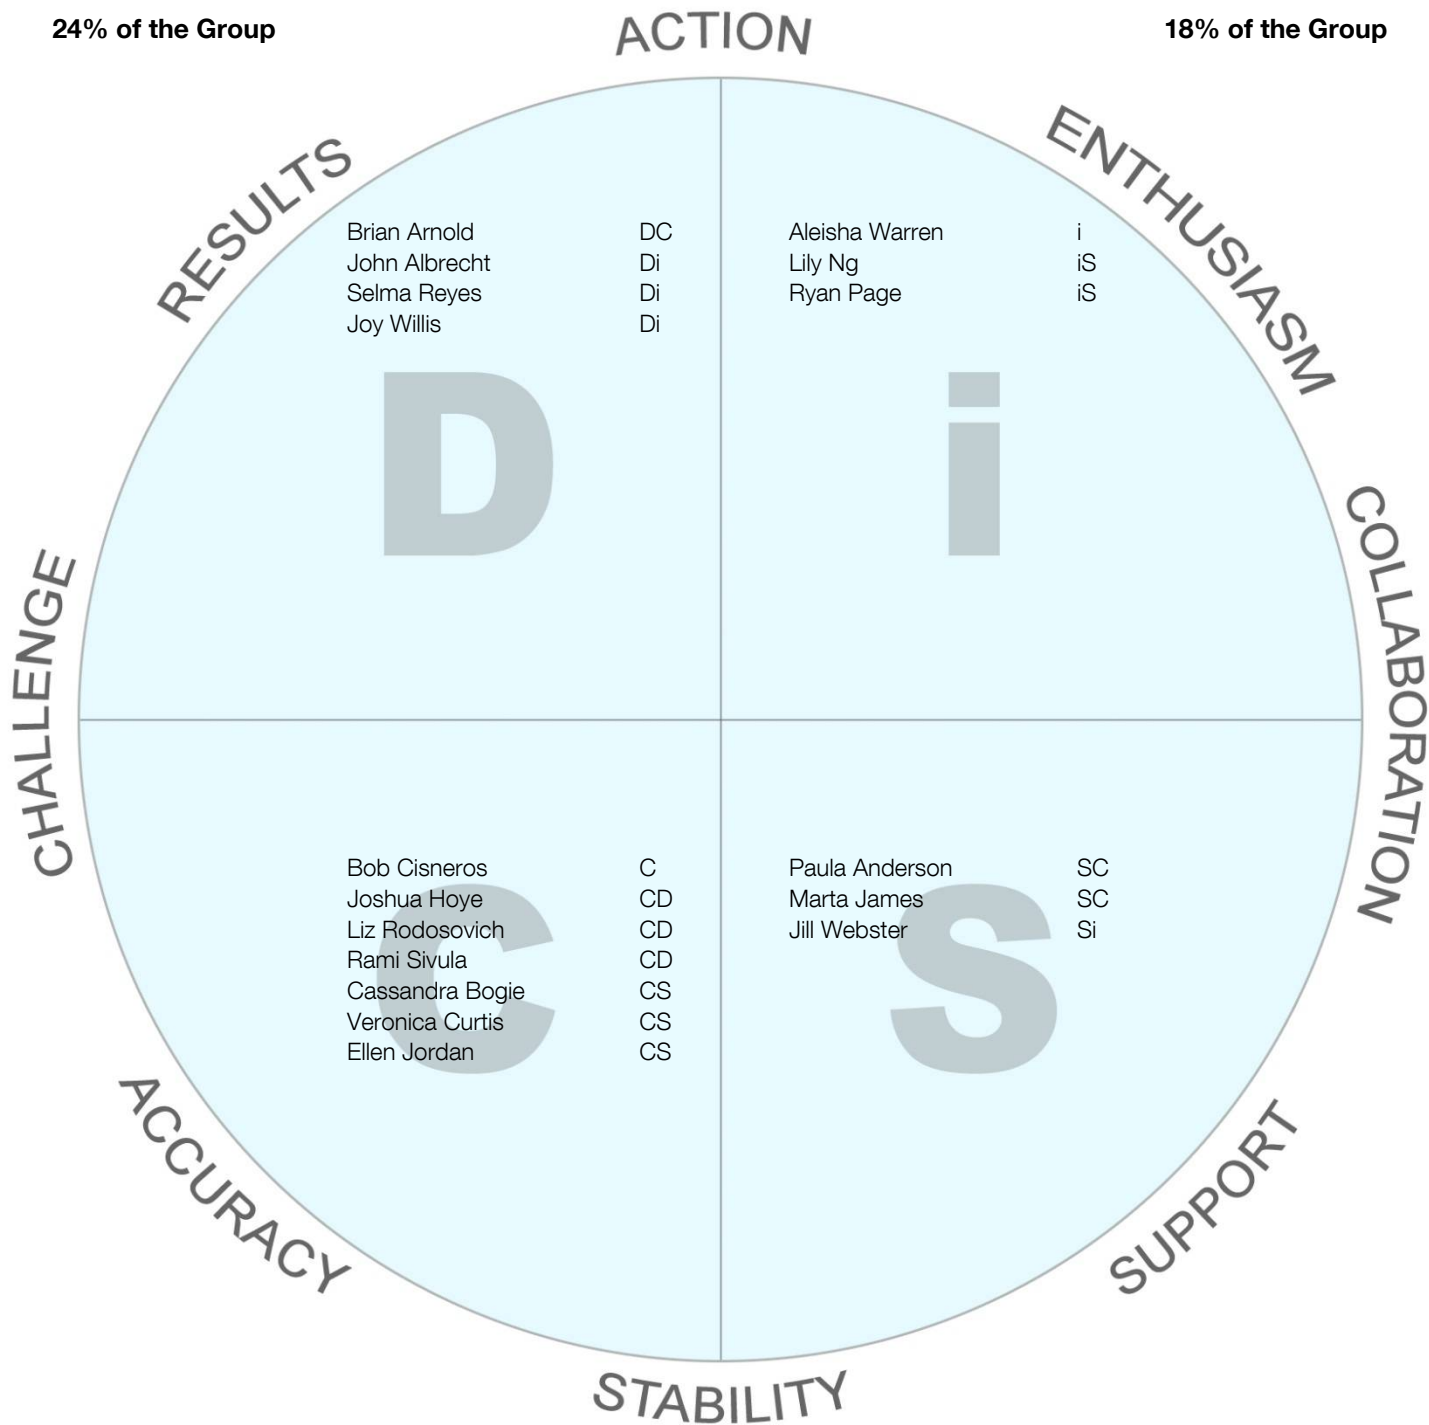 24% of the Group
18% of the Group
ACTION
RESULTS
ENTHUSIASM
Brian Arnold DC
John Albrecht Di
Selma Reyes Di
Joy Willis Di
Aleisha Warren i
Lily Ng iS
Ryan Page iS
D
i
CHALLENGE
COLLABORATION
Bob Cisneros C
Joshua Hoye CD
Liz Rodosovich CD
Rami Sivula CD
Cassandra Bogie CS
Veronica Curtis CS
Ellen Jordan CS
Paula Anderson SC
Marta James SC
Jill Webster Si
C
S
ACCURACY
SUPPORT
STABILITY